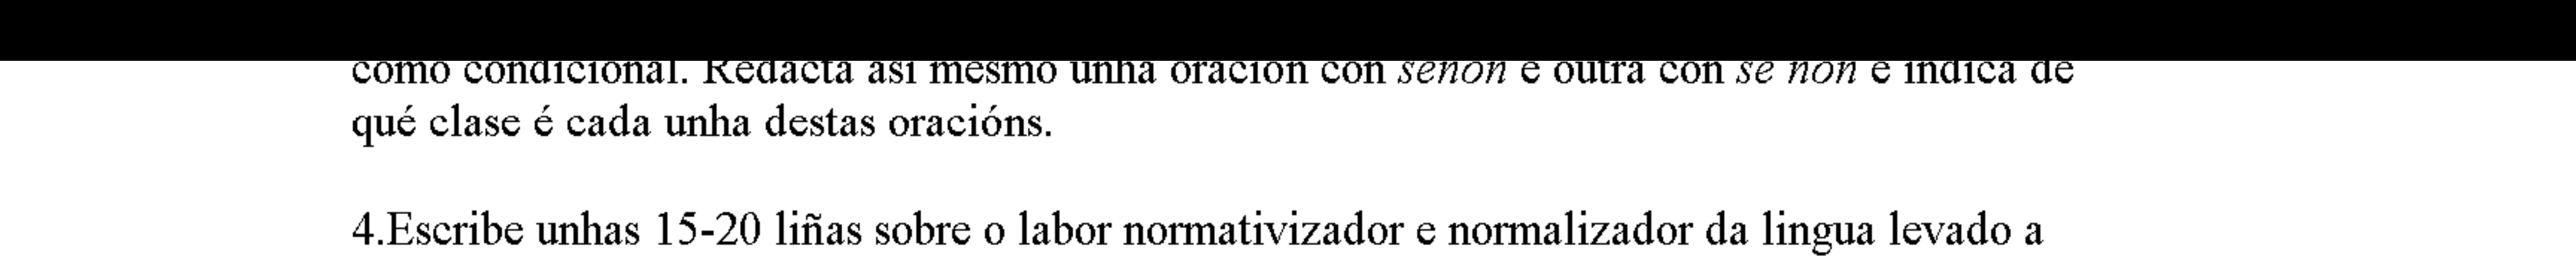 como condicional. Redacta así mesmo unha oración con senón e outra con se non e indica de
qué clase é cada unha destas oracións.
4.Escribe unhas 15-20 liñas sobre o labor normativizador e normalizador da lingua levado a